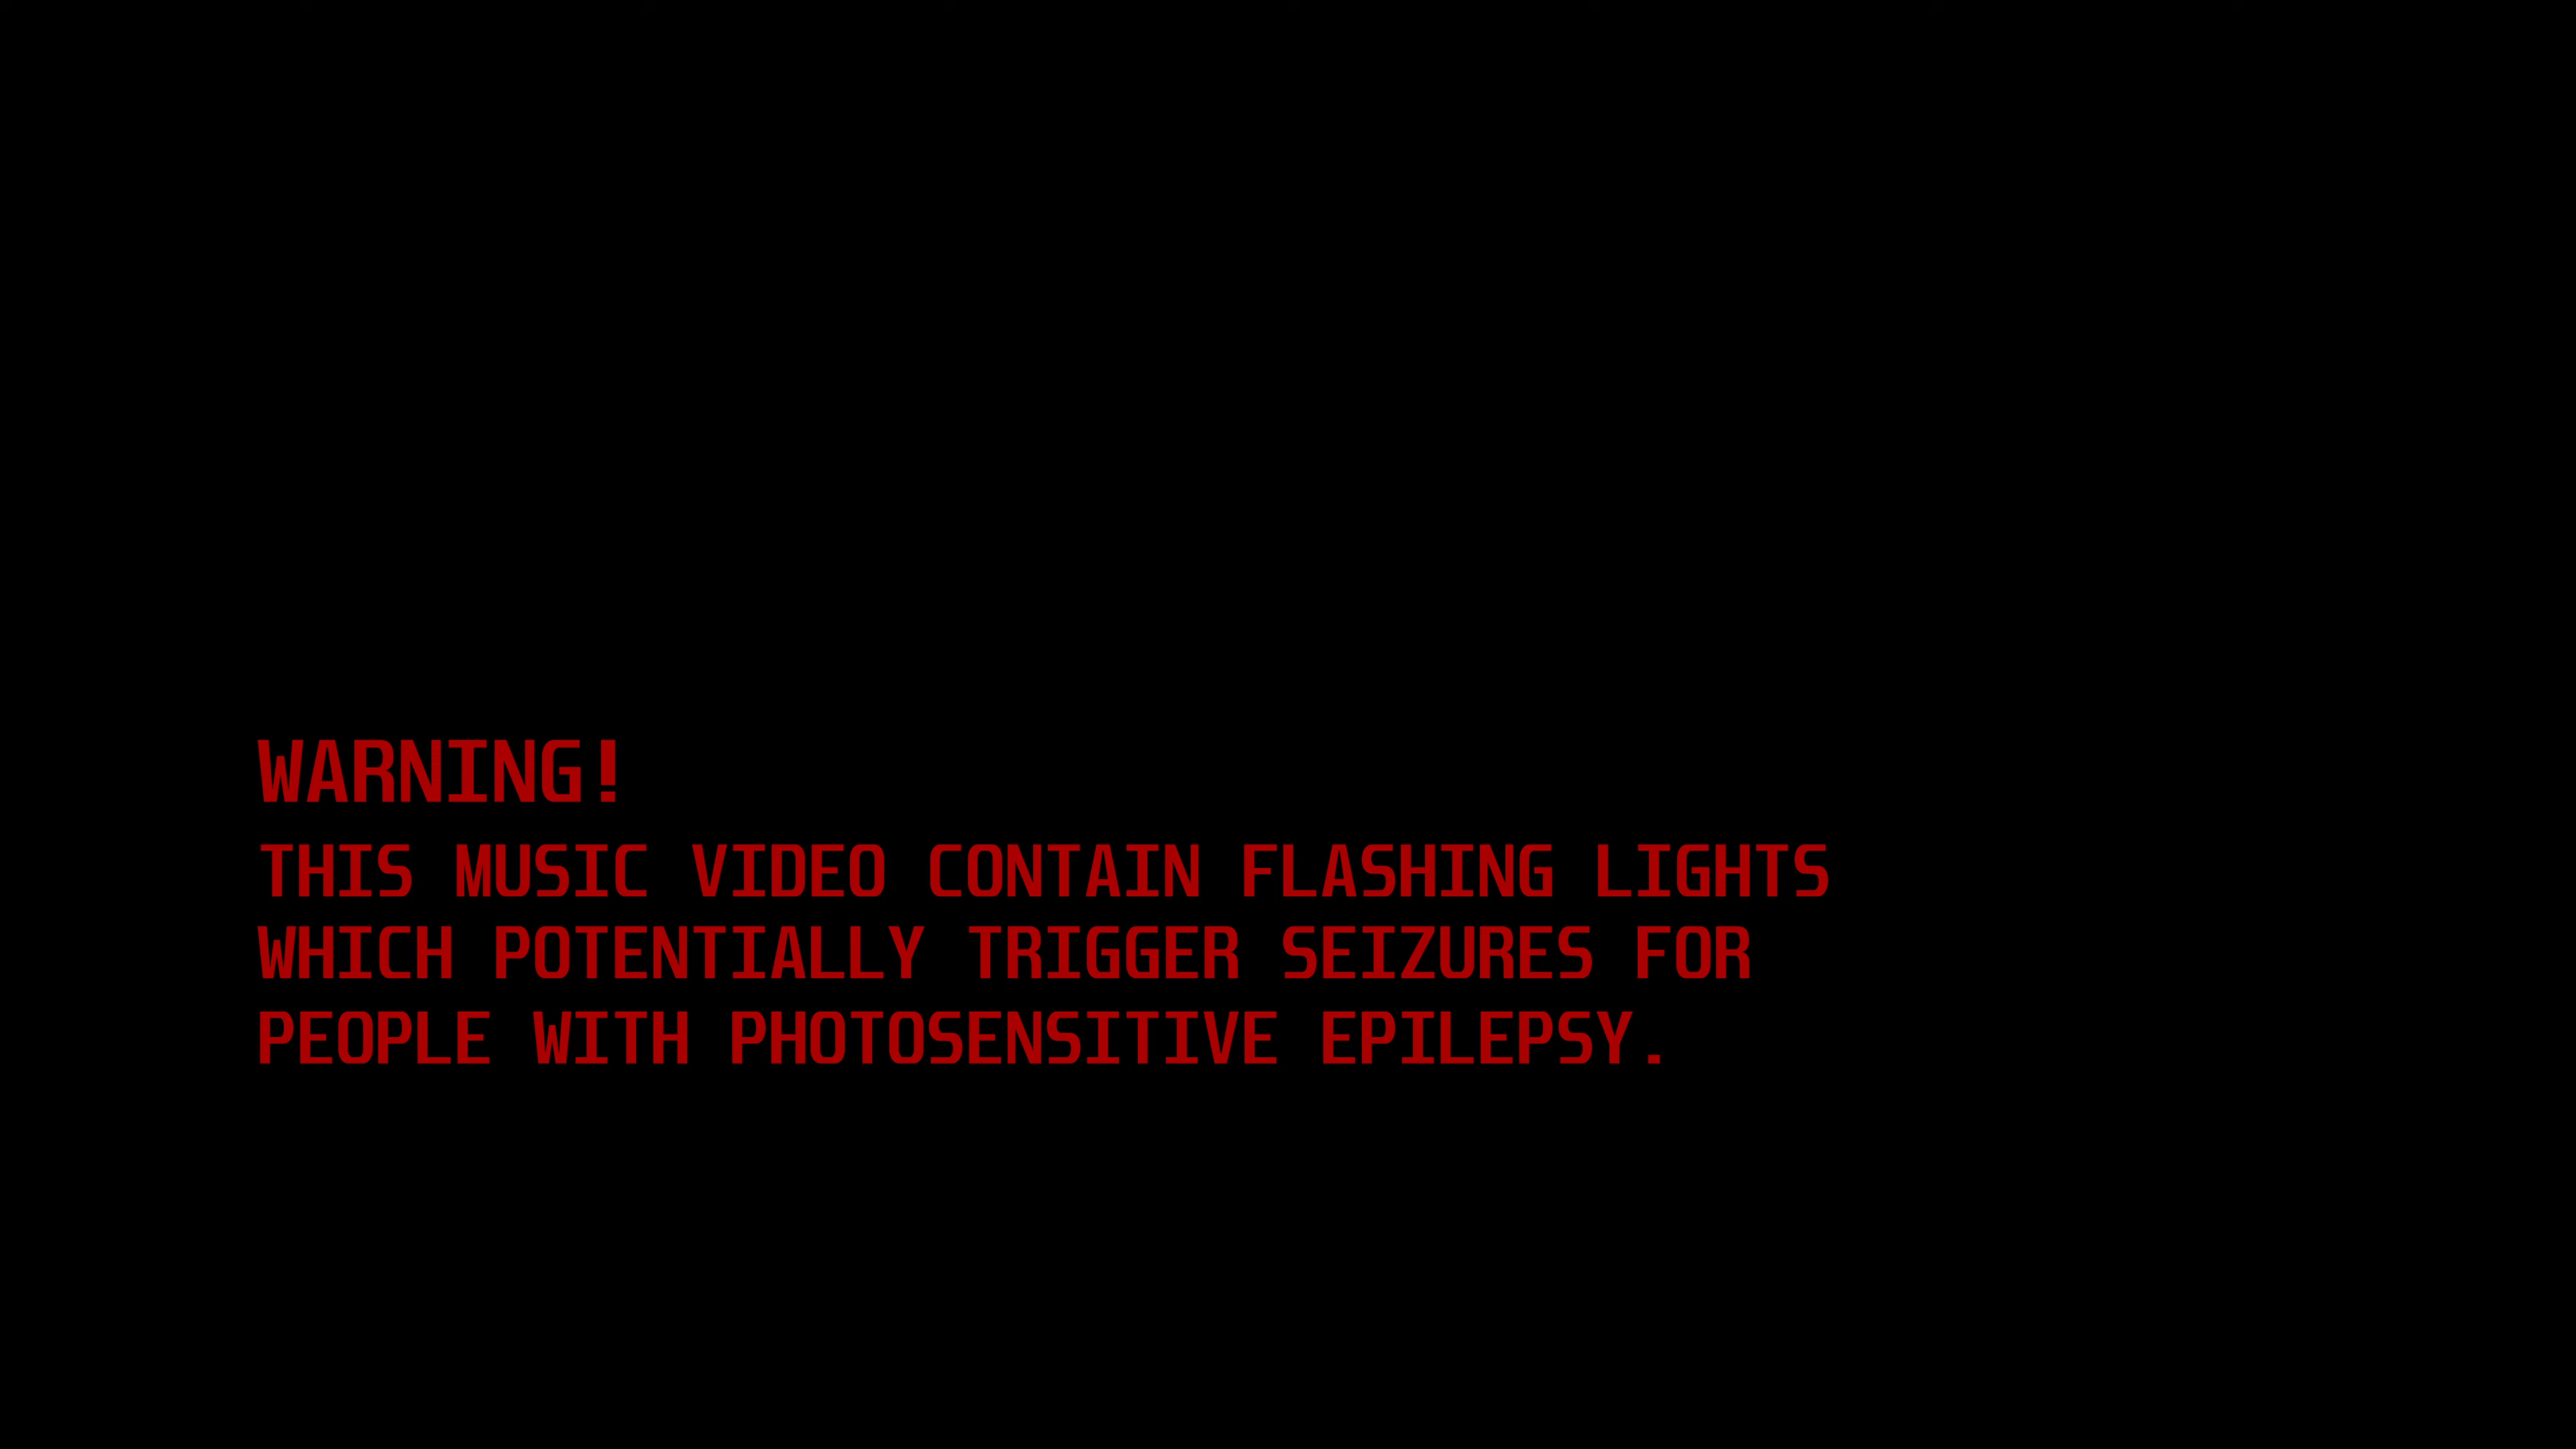 WARNING!
THIS MUSIC VIDEO CONTAIN FLASHING LIGHTS
WHICH POTENTIALLY TRIGGER SEIZURES FOR
PEOPLE WITH PHOTOSENSITIVE EPILEPSY.